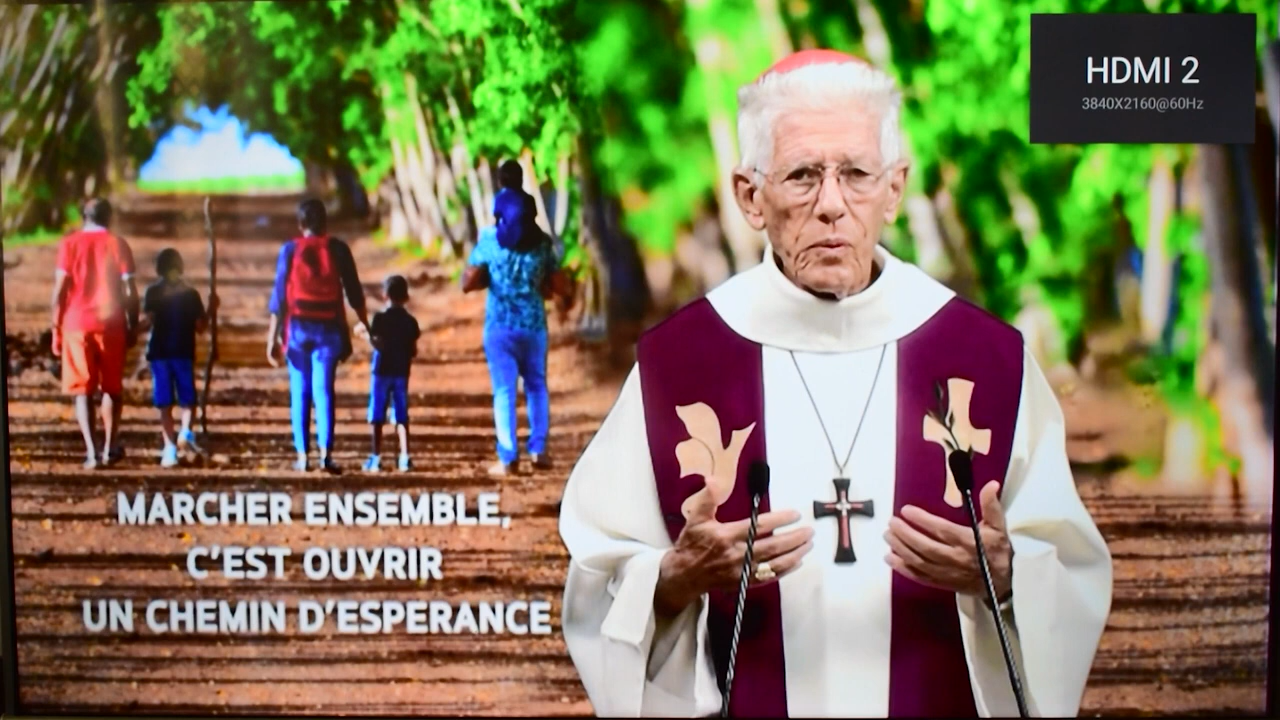 HDMI 2
3840X2160@60Hz
MARCHER ENSEMBLE,
C'EST OUVRIR
UN CHEMIN D'ESPERANCE